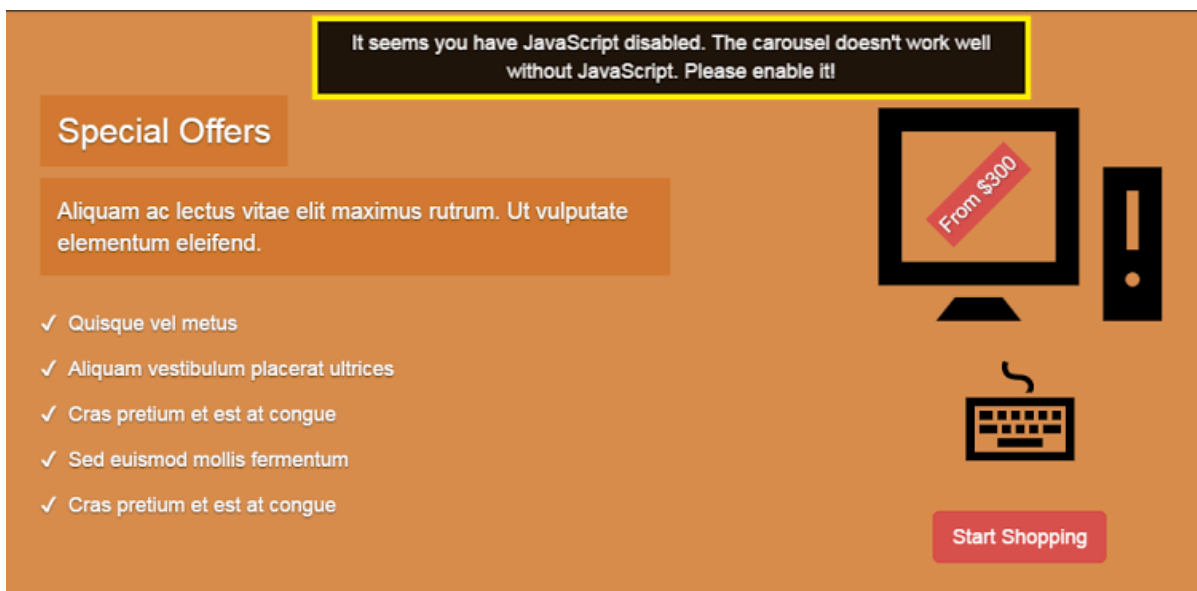 It seems you have JavaScript disabled. The carousel doesn't work well
without JavaScript. Please enable it!
Special Offers
Aliquam ac lectus vitae elit maximus rutrum. Ut vulputate
elementum eleifend.
✓ Quisque vel metus
✓ Aliquam vestibulum placerat ultrices
✓ Cras pretium et est at congue
✓ Sed euismod mollis fermentum
✓ Cras pretium et est at congue
From $300
Start Shopping